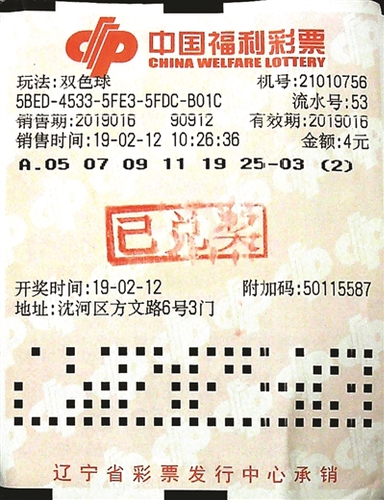 中国福利彩票
CHINA WELFARE LOTTERY
玩法:双色球 机号:21010756
5BED-4533-5FE3-5FDC-B01C 流水号:53
销售期:2019016 90912 有效期:2019016
销售时间:19-02-12 10:26:36 金额:4元
A.05 07 09 11 19 25-03 (2)
已兑奖
开奖时间:19-02-12 附加码:50115587
地址:沈河区方文路6号3门
辽宁省彩票发行中心承销